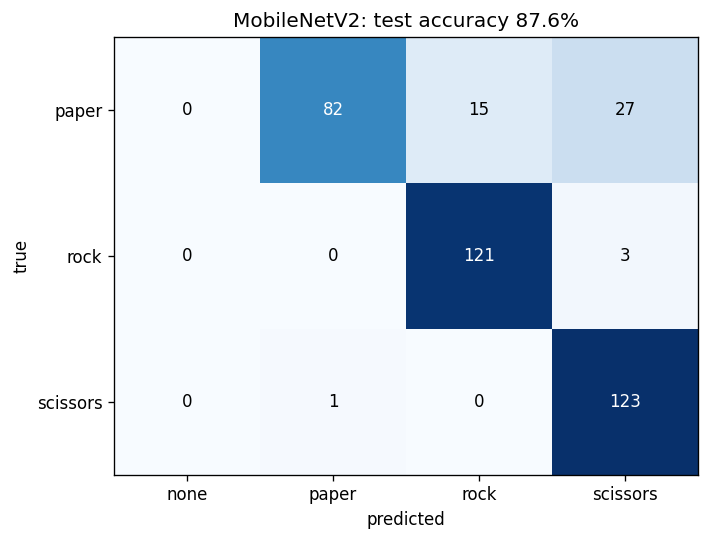 MobileNetV2: test accuracy 87.6%
paper 0 82 15 27
rock 0 0 121 3
scissors 0 1 0 123
true
none paper rock scissors
predicted